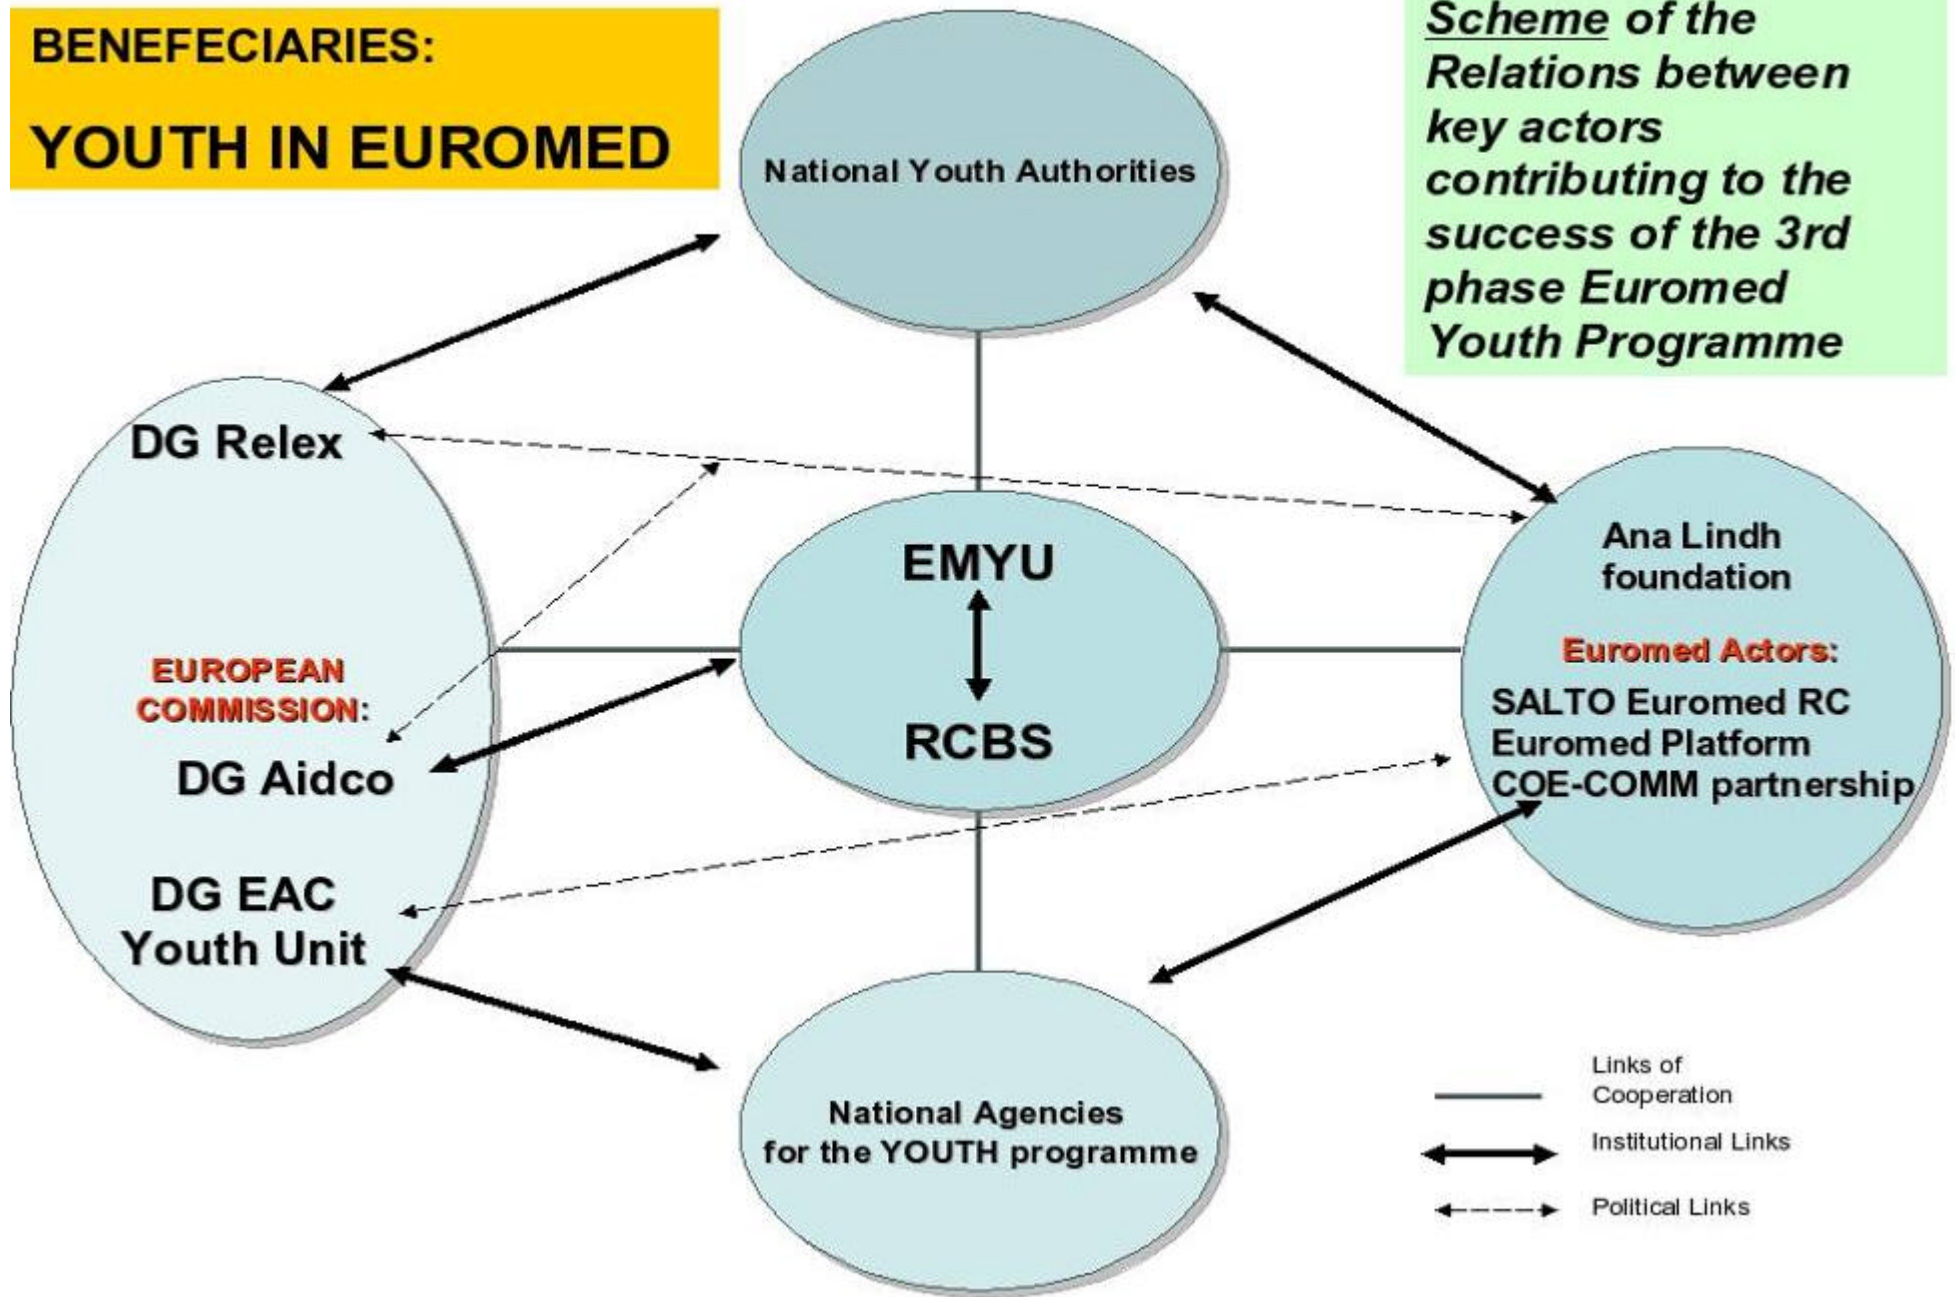 BENEFECIARIES:
YOUTH IN EUROMED
Scheme of the
Relations between
key actors
contributing to the
success of the 3rd
phase Euromed
Youth Programme
National Youth Authorities
DG Relex
EUROPEAN
COMMISSION:
DG Aidco
DG EAC
Youth Unit
EMYU
RCBS
Ana Lindh
foundation
Euromed Actors:
SALTO Euromed RC
Euromed Platform
COE-COMM partnership
National Agencies
for the YOUTH programme
Links of
Cooperation
Institutional Links
Political Links